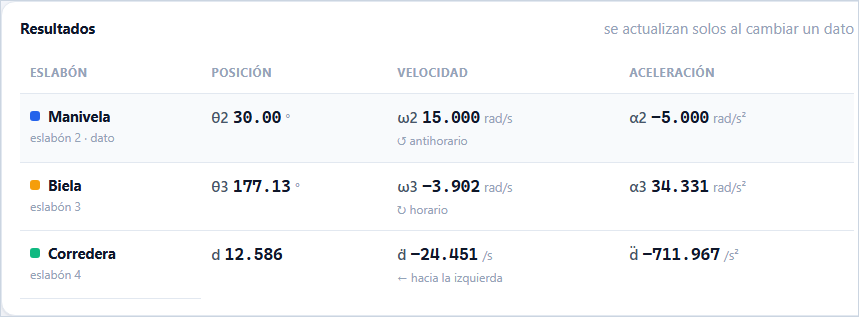 Resultados se actualizan solos al cambiar un dato
ESLABÓN POSICIÓN VELOCIDAD ACELERACIÓN
Manivela θ2 30.00 ° ω2 15.000 rad/s α2 −5.000 rad/s²
eslabón 2 · dato ↺ antihorario
Biela θ3 177.13 ° ω3 −3.902 rad/s α3 34.331 rad/s²
eslabón 3 ↻ horario
Corredera d 12.586 ḋ −24.451 /s d̈ −711.967 /s²
eslabón 4 ← hacia la izquierda